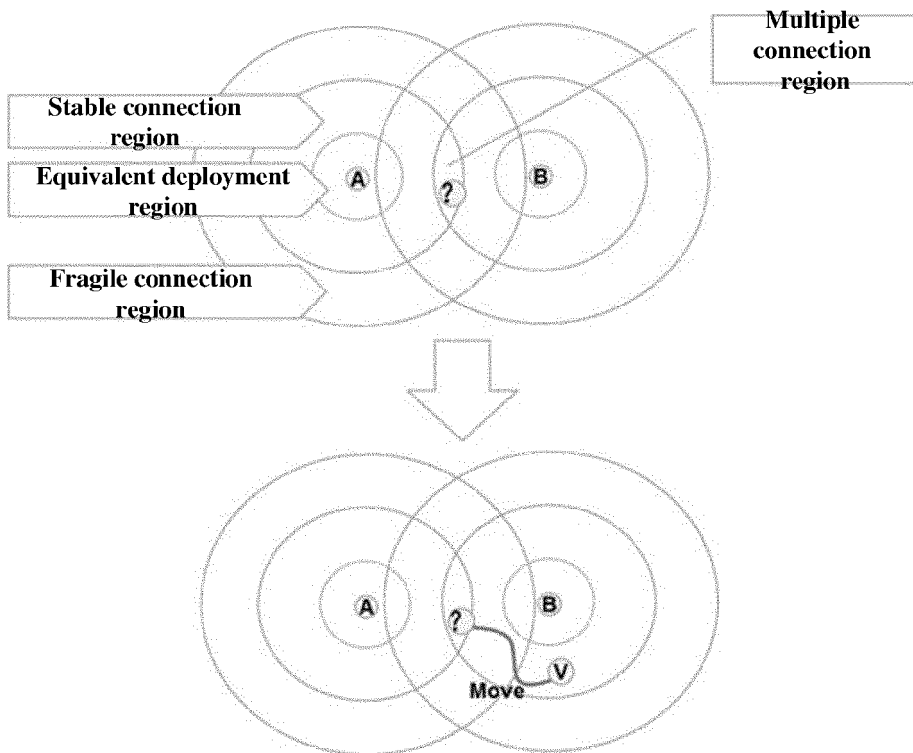 Multiple
connection
region
Stable connection
region
Equivalent deployment
region
Fragile connection
region
A
?
B
A
?
B
V
Move